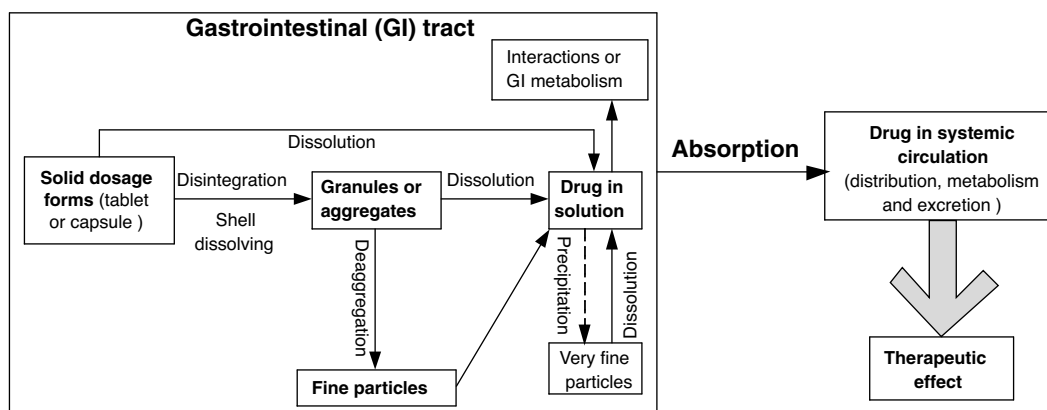 Gastrointestinal (GI) tract
Interactions or
GI metabolism
Dissolution
Solid dosage
forms (tablet
or capsule )
Disintegration
Shell
dissolving
Granules or
aggregates
Dissolution
Drug in
solution
Deaggregation
Precipitation
Dissolution
Fine particles
Very fine
particles
Absorption
Drug in systemic
circulation
(distribution, metabolism
and excretion )
Therapeutic
effect